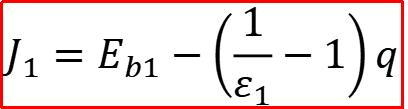 J₁ = E_b1 − (1/ε₁ − 1) q